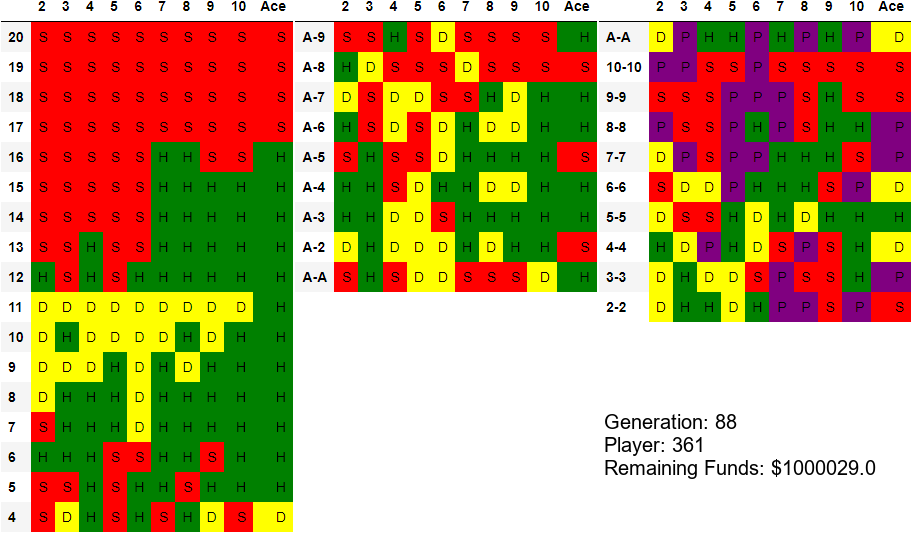 2 3 4 5 6 7 8 9 10 Ace
20 S S S S S S S S S S
19 S S S S S S S S S S
18 S S S S S S S S S S
17 S S S S S S S S S S
16 S S S S S H H S S H
15 S S S S S H H H H H
14 S S S S S H H H H H
13 S S H S S H H H H H
12 H S H S H H H H H H
11 D D D D D D D D D H
10 D H D D D D H D H H
9 D D D H D H D H H H
8 D H H H D H H H H H
7 S H H H D H H H H H
6 H H H S S H H S H H
5 S S H S H H S H H H
4 S D H S H S H D S D
2 3 4 5 6 7 8 9 10 Ace
A-9 S S H S D S S S S H
A-8 H D S S S D S S S S
A-7 D S D D S S H D H H
A-6 H S D S D H D D H H
A-5 S H S S D H H H H S
A-4 H H S D H H D D H H
A-3 H H D D S H H H H H
A-2 D H D D D H D H H S
A-A S H S D D S S S D H
2 3 4 5 6 7 8 9 10 Ace
A-A D P H H P H P H P D
10-10 P P S S P S S S S S
9-9 S S S P P P S H S S
8-8 P S S P H P S H H P
7-7 D P S P P H H H S P
6-6 S D D P H H H S P D
5-5 D S S H D H D H H H
4-4 H D P H D S P S H D
3-3 D H D D S P S S H P
2-2 D H H D H P P S P S
Generation: 88
Player: 361
Remaining Funds: $1000029.0